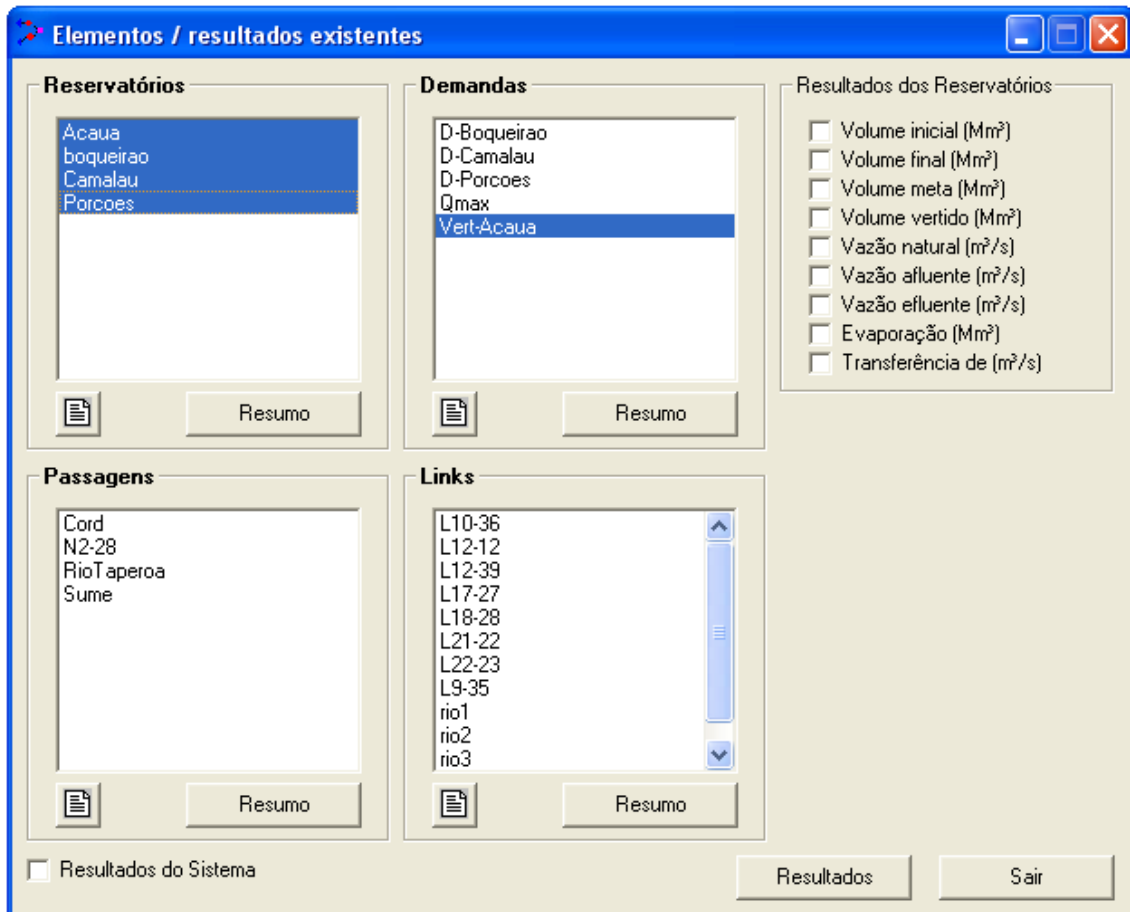 Elementos / resultados existentes
Reservatórios
Acaua
boqueirao
Camalau
Porcoes
Resumo
Demandas
D-Boqueirao
D-Camalau
D-Porcoes
Qmax
Vert-Acaua
Resumo
Resultados dos Reservatórios
Volume inicial (Mm³)
Volume final (Mm³)
Volume meta (Mm³)
Volume vertido (Mm³)
Vazão natural (m³/s)
Vazão afluente (m³/s)
Vazão efluente (m³/s)
Evaporação (Mm³)
Transferência de (m³/s)
Passagens
Cord
N2-28
RioTaperoa
Sume
Resumo
Links
L10-36
L12-12
L12-39
L17-27
L18-28
L21-22
L22-23
L9-35
rio1
rio2
rio3
Resumo
Resultados do Sistema
Resultados
Sair